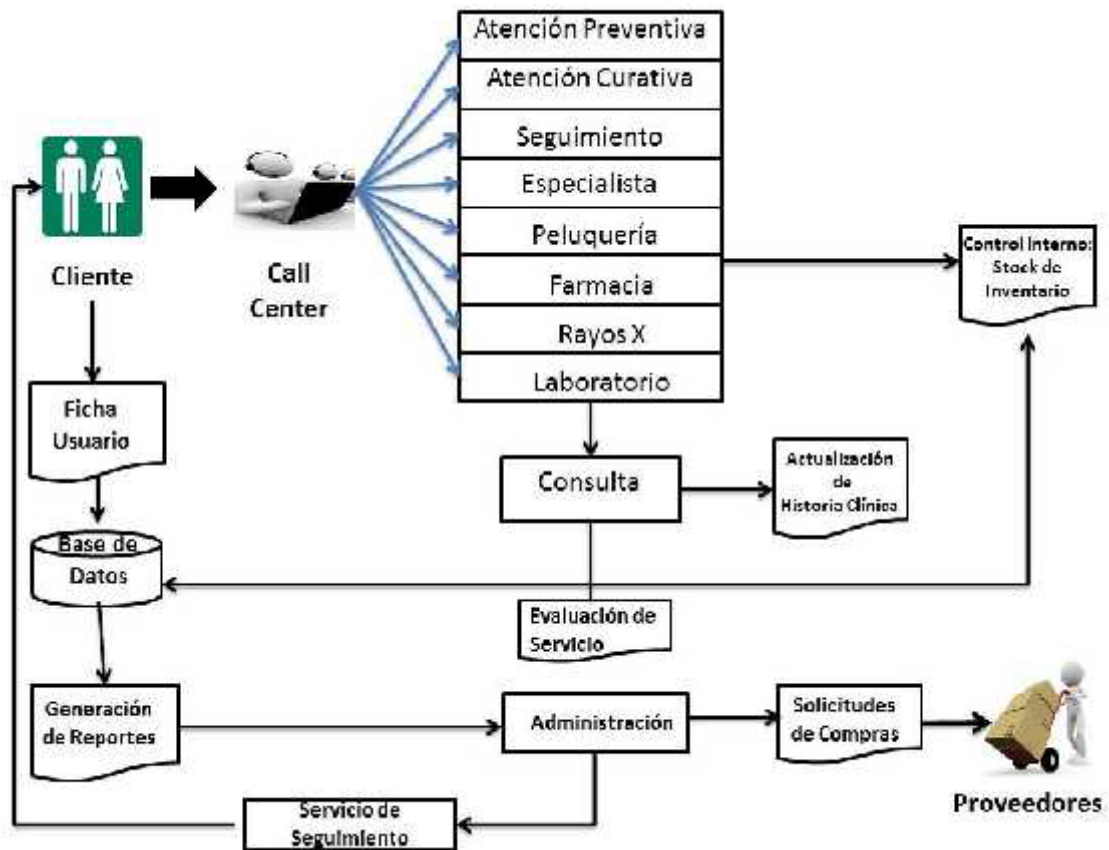 Atención Preventiva
Atención Curativa
Seguimiento
Especialista
Peluquería
Farmacia
Rayos X
Laboratorio
Cliente
Call
Center
Control Interno:
Stock de
Inventario
Ficha
Usuario
Consulta
Actualización
de
Historia Clínica
Base de
Datos
Evaluación de
Servicio
Generación
de Reportes
Administración
Solicitudes
de Compras
Proveedores
Servicio de
Seguimiento